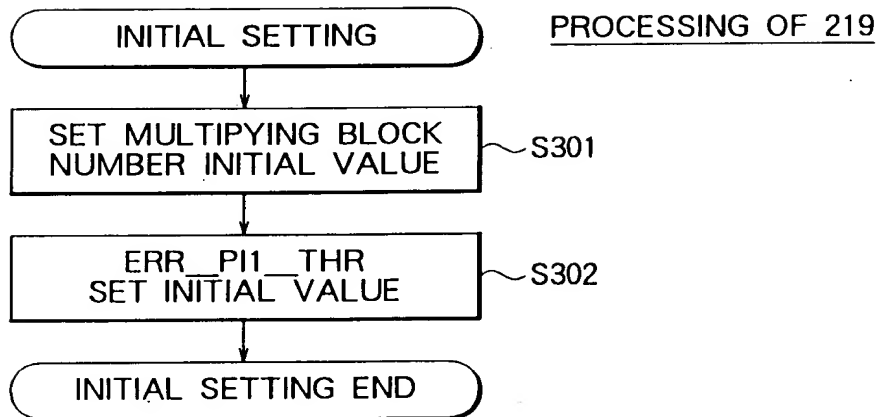 INITIAL SETTING
PROCESSING OF 219
SET MULTIPYING BLOCK
NUMBER INITIAL VALUE
S301
ERR__PI1__THR
SET INITIAL VALUE
S302
INITIAL SETTING END